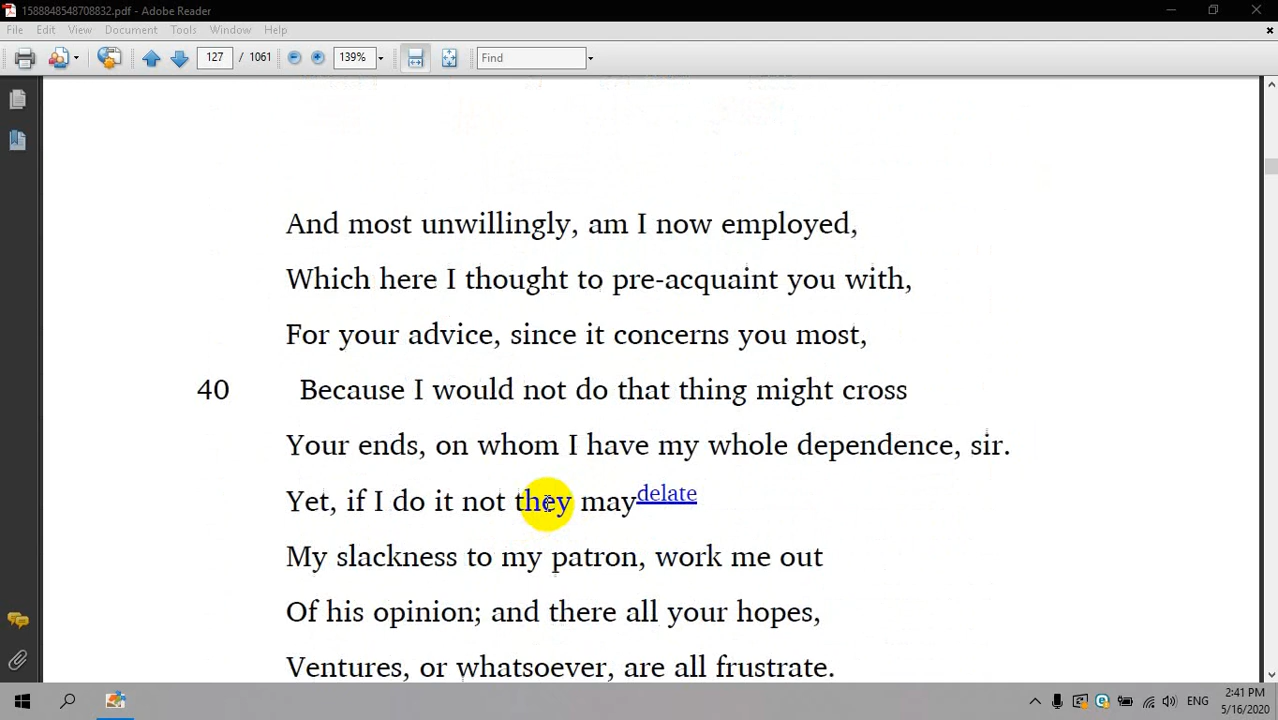 1588848548708832.pdf - Adobe Reader
File Edit View Document Tools Window Help
127 / 1061 139% Find
And most unwillingly, am I now employed,
Which here I thought to pre-acquaint you with,
For your advice, since it concerns you most,
40 Because I would not do that thing might cross
Your ends, on whom I have my whole dependence, sir.
Yet, if I do it not they may delate
My slackness to my patron, work me out
Of his opinion; and there all your hopes,
Ventures, or whatsoever, are all frustrate.
ENG
2:41 PM
5/16/2020